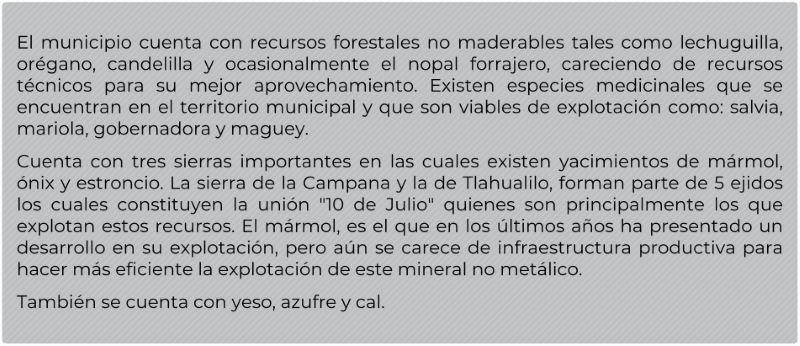 El municipio cuenta con recursos forestales no maderables tales como lechuguilla,
orégano, candelilla y ocasionalmente el nopal forrajero, careciendo de recursos
técnicos para su mejor aprovechamiento. Existen especies medicinales que se
encuentran en el territorio municipal y que son viables de explotación como: salvia,
mariola, gobernadora y maguey.
Cuenta con tres sierras importantes en las cuales existen yacimientos de mármol,
ónix y estroncio. La sierra de la Campana y la de Tlahualilo, forman parte de 5 ejidos
los cuales constituyen la unión "10 de Julio" quienes son principalmente los que
explotan estos recursos. El mármol, es el que en los últimos años ha presentado un
desarrollo en su explotación, pero aún se carece de infraestructura productiva para
hacer más eficiente la explotación de este mineral no metálico.
También se cuenta con yeso, azufre y cal.